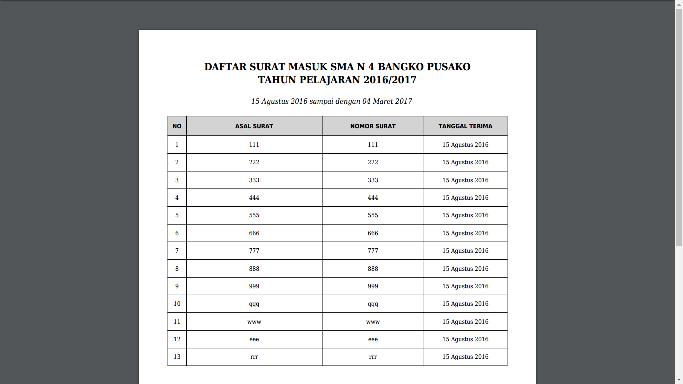 DAFTAR SURAT MASUK SMA N 4 BANGKO PUSAKO
TAHUN PELAJARAN 2016/2017
15 Agustus 2016 sampai dengan 04 Maret 2017
NO ASAL SURAT NOMOR SURAT TANGGAL TERIMA
1 111 111 15 Agustus 2016
2 222 222 15 Agustus 2016
3 333 333 15 Agustus 2016
4 444 444 15 Agustus 2016
5 555 555 15 Agustus 2016
6 666 666 15 Agustus 2016
7 777 777 15 Agustus 2016
8 888 888 15 Agustus 2016
9 999 999 15 Agustus 2016
10 qqq qqq 15 Agustus 2016
11 www www 15 Agustus 2016
12 eee eee 15 Agustus 2016
13 rrr rrr 15 Agustus 2016